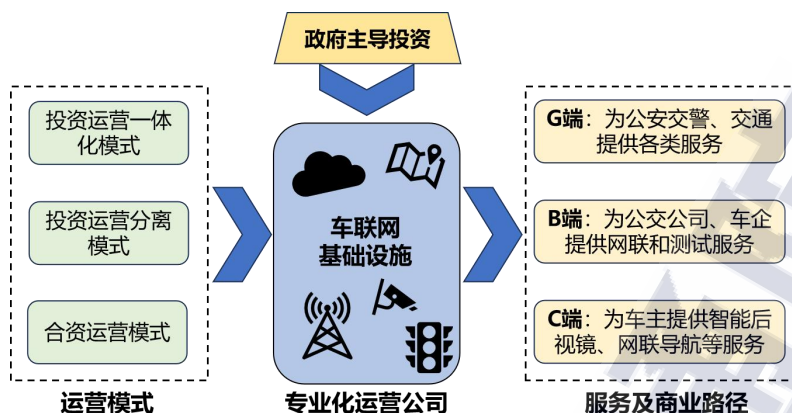 政府主导投资
投资运营一体
化模式
投资运营分离
模式
合资运营模式
运营模式
车联网
基础设施
专业化运营公司
G端：为公安交警、交通
提供各类服务
B端：为公交公司、车企
提供网联和测试服务
C端：为车主提供智能后
视镜、网联导航等服务
服务及商业路径